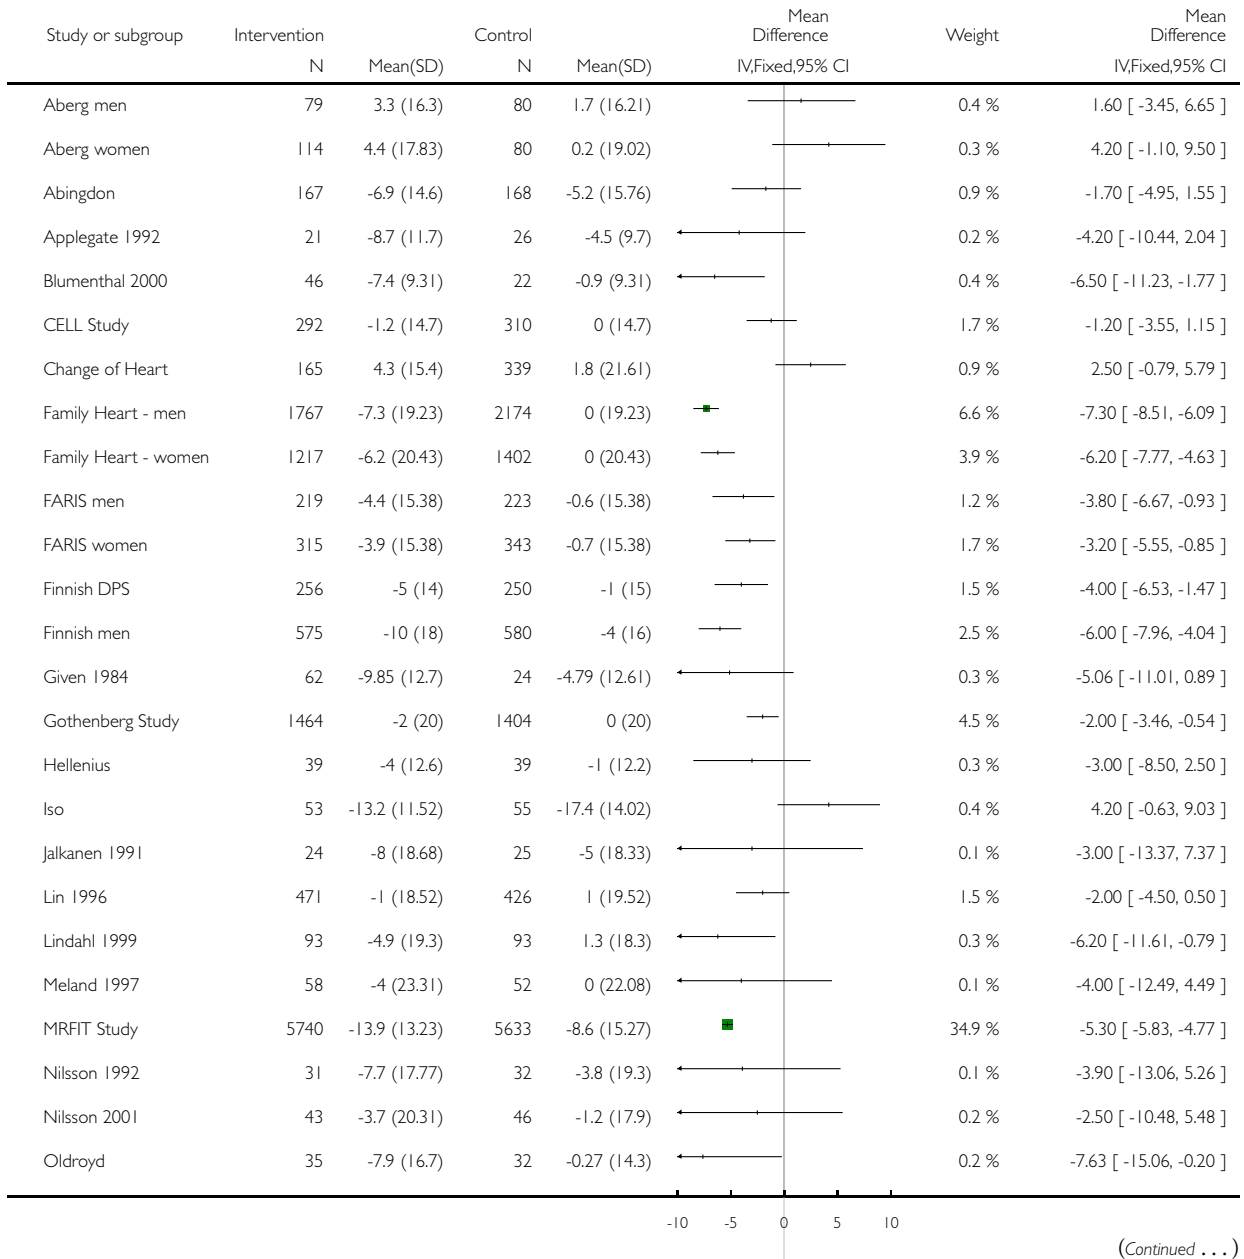 Study or subgroup Intervention Control Mean Difference Weight Mean Difference
N Mean(SD) N Mean(SD) IV,Fixed,95% CI IV,Fixed,95% CI
Aberg men 79 3.3 (16.3) 80 1.7 (16.21) 0.4 % 1.60 [ -3.45, 6.65 ]
Aberg women 114 4.4 (17.83) 80 0.2 (19.02) 0.3 % 4.20 [ -1.10, 9.50 ]
Abingdon 167 -6.9 (14.6) 168 -5.2 (15.76) 0.9 % -1.70 [ -4.95, 1.55 ]
Applegate 1992 21 -8.7 (11.7) 26 -4.5 (9.7) 0.2 % -4.20 [ -10.44, 2.04 ]
Blumenthal 2000 46 -7.4 (9.31) 22 -0.9 (9.31) 0.4 % -6.50 [ -11.23, -1.77 ]
CELL Study 292 -1.2 (14.7) 310 0 (14.7) 1.7 % -1.20 [ -3.55, 1.15 ]
Change of Heart 165 4.3 (15.4) 339 1.8 (21.61) 0.9 % 2.50 [ -0.79, 5.79 ]
Family Heart - men 1767 -7.3 (19.23) 2174 0 (19.23) 6.6 % -7.30 [ -8.51, -6.09 ]
Family Heart - women 1217 -6.2 (20.43) 1402 0 (20.43) 3.9 % -6.20 [ -7.77, -4.63 ]
FARIS men 219 -4.4 (15.38) 223 -0.6 (15.38) 1.2 % -3.80 [ -6.67, -0.93 ]
FARIS women 315 -3.9 (15.38) 343 -0.7 (15.38) 1.7 % -3.20 [ -5.55, -0.85 ]
Finnish DPS 256 -5 (14) 250 -1 (15) 1.5 % -4.00 [ -6.53, -1.47 ]
Finnish men 575 -10 (18) 580 -4 (16) 2.5 % -6.00 [ -7.96, -4.04 ]
Given 1984 62 -9.85 (12.7) 24 -4.79 (12.61) 0.3 % -5.06 [ -11.01, 0.89 ]
Gothenberg Study 1464 -2 (20) 1404 0 (20) 4.5 % -2.00 [ -3.46, -0.54 ]
Hellenius 39 -4 (12.6) 39 -1 (12.2) 0.3 % -3.00 [ -8.50, 2.50 ]
Iso 53 -13.2 (11.52) 55 -17.4 (14.02) 0.4 % 4.20 [ -0.63, 9.03 ]
Jalkanen 1991 24 -8 (18.68) 25 -5 (18.33) 0.1 % -3.00 [ -13.37, 7.37 ]
Lin 1996 471 -1 (18.52) 426 1 (19.52) 1.5 % -2.00 [ -4.50, 0.50 ]
Lindahl 1999 93 -4.9 (19.3) 93 1.3 (18.3) 0.3 % -6.20 [ -11.61, -0.79 ]
Meland 1997 58 -4 (23.31) 52 0 (22.08) 0.1 % -4.00 [ -12.49, 4.49 ]
MRFIT Study 5740 -13.9 (13.23) 5633 -8.6 (15.27) 34.9 % -5.30 [ -5.83, -4.77 ]
Nilsson 1992 31 -7.7 (17.77) 32 -3.8 (19.3) 0.1 % -3.90 [ -13.06, 5.26 ]
Nilsson 2001 43 -3.7 (20.31) 46 -1.2 (17.9) 0.2 % -2.50 [ -10.48, 5.48 ]
Oldroyd 35 -7.9 (16.7) 32 -0.27 (14.3) 0.2 % -7.63 [ -15.06, -0.20 ]
-10 -5 0 5 10
(Continued . . . )